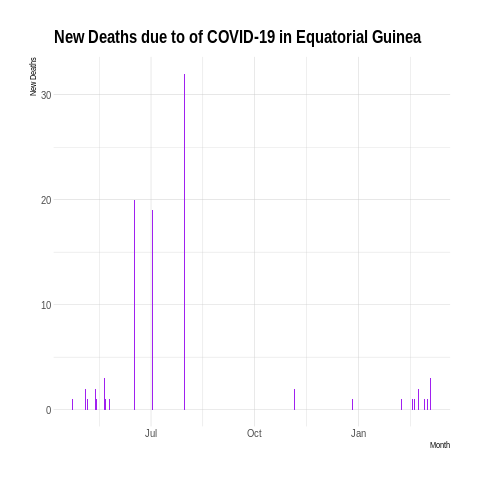 New Deaths due to of COVID-19 in Equatorial Guinea
New Deaths
30
20
10
0
Jul Oct Jan
Month